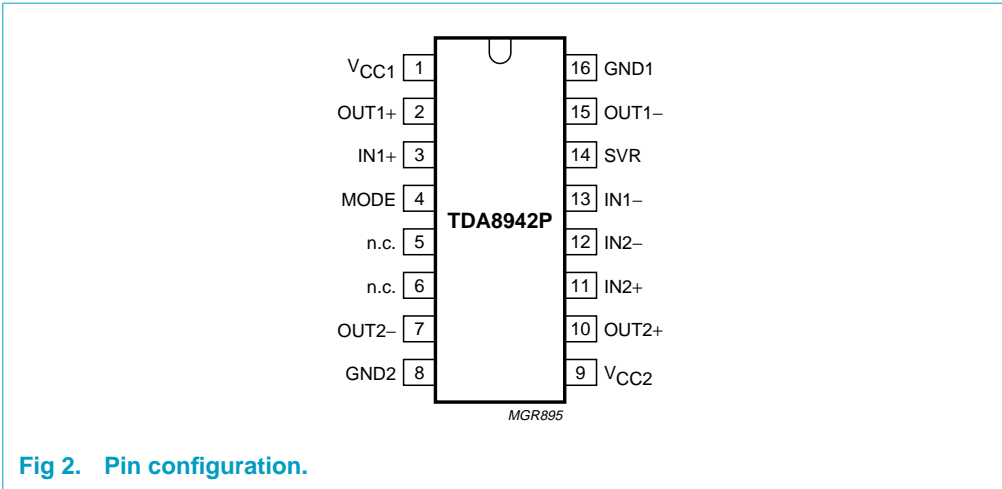 VCC1 1 16 GND1
OUT1+ 2 15 OUT1−
IN1+ 3 14 SVR
MODE 4 13 IN1−
TDA8942P
n.c. 5 12 IN2−
n.c. 6 11 IN2+
OUT2− 7 10 OUT2+
GND2 8 9 VCC2
MGR895
Fig 2. Pin configuration.